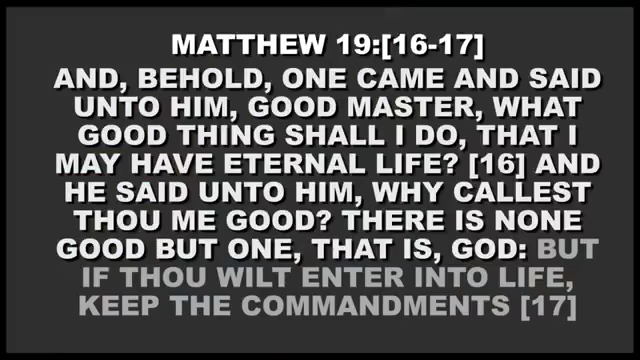 MATTHEW 19:[16-17]
AND, BEHOLD, ONE CAME AND SAID
UNTO HIM, GOOD MASTER, WHAT
GOOD THING SHALL I DO, THAT I
MAY HAVE ETERNAL LIFE? [16] AND
HE SAID UNTO HIM, WHY CALLEST
THOU ME GOOD? THERE IS NONE
GOOD BUT ONE, THAT IS, GOD: BUT
IF THOU WILT ENTER INTO LIFE,
KEEP THE COMMANDMENTS [17]